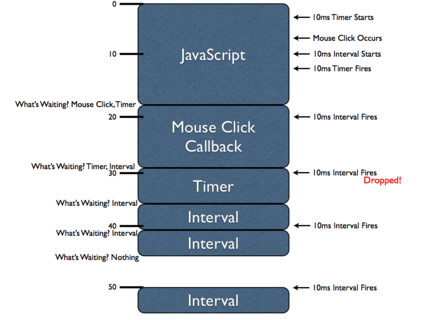 0
10ms Timer Starts
Mouse Click Occurs
10
JavaScript
10ms Interval Starts
10ms Timer Fires
What's Waiting? Mouse Click,Timer
20
10ms Interval Fires
Mouse Click
Callback
What's Waiting? Timer, Interval
30
10ms Interval Fires
Dropped!
Timer
What's Waiting? Interval
Interval
40
10ms Interval Fires
What's Waiting? Interval
Interval
What's Waiting? Nothing
50
10ms Interval Fires
Interval